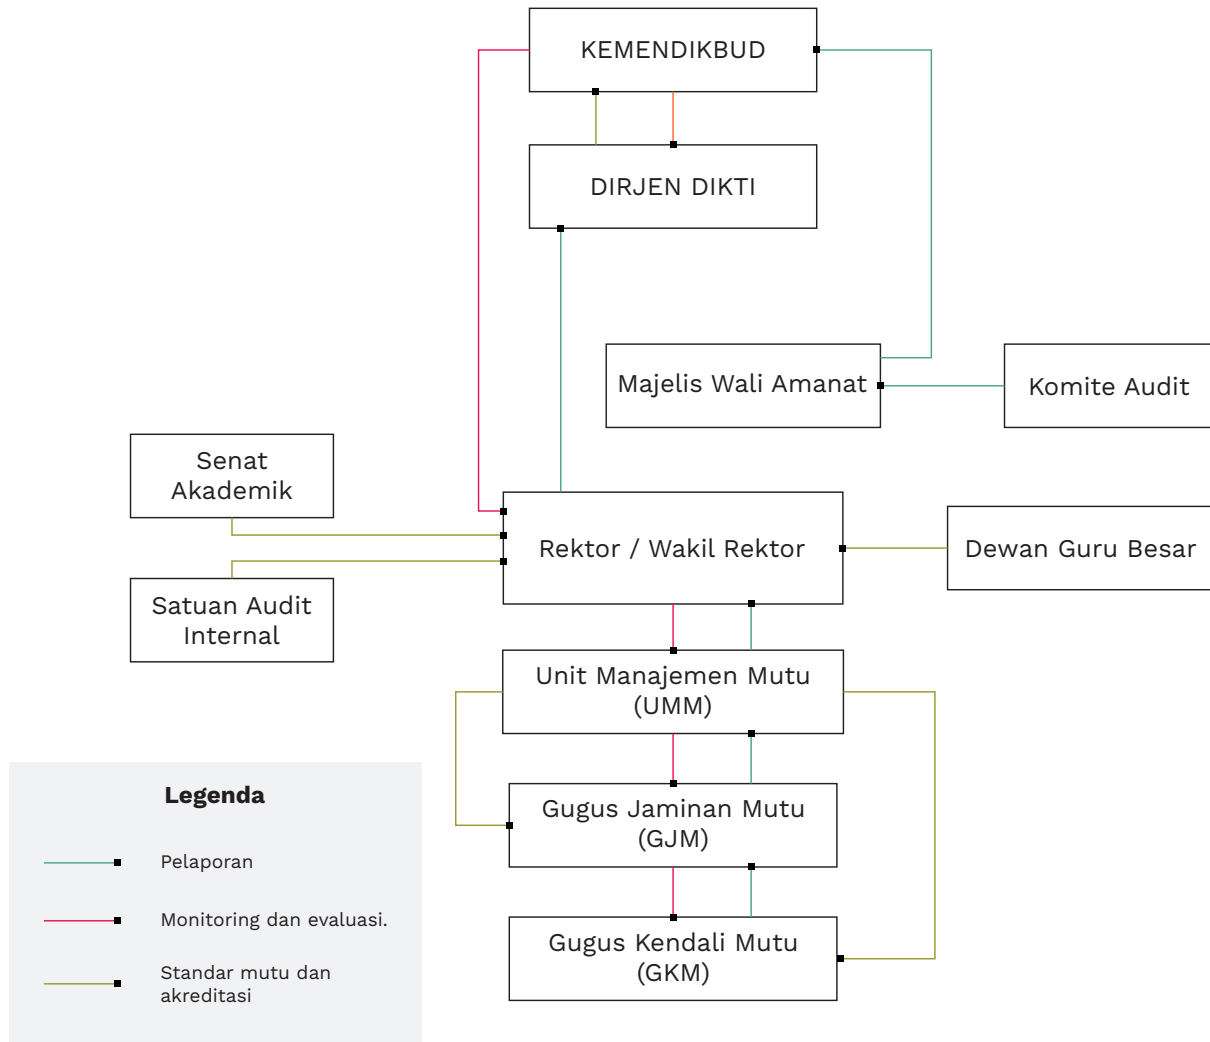 KEMENDIKBUD
DIRJEN DIKTI
Majelis Wali Amanat
Komite Audit
Senat
Akademik
Rektor / Wakil Rektor
Dewan Guru Besar
Satuan Audit
Internal
Unit Manajemen Mutu
(UMM)
Gugus Jaminan Mutu
(GJM)
Gugus Kendali Mutu
(GKM)
Legenda
Pelaporan
Monitoring dan evaluasi.
Standar mutu dan
akreditasi